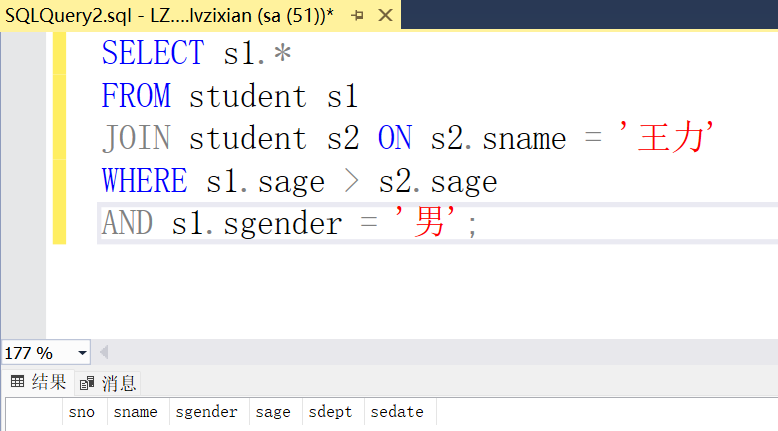 SQLQuery2.sql - LZ....lvzixian (sa (51))*
SELECT s1.*
FROM student s1
JOIN student s2 ON s2.sname = '王力'
WHERE s1.sage > s2.sage
AND s1.sgender = '男';
177 %
结果 消息
sno sname sgender sage sdept sedate